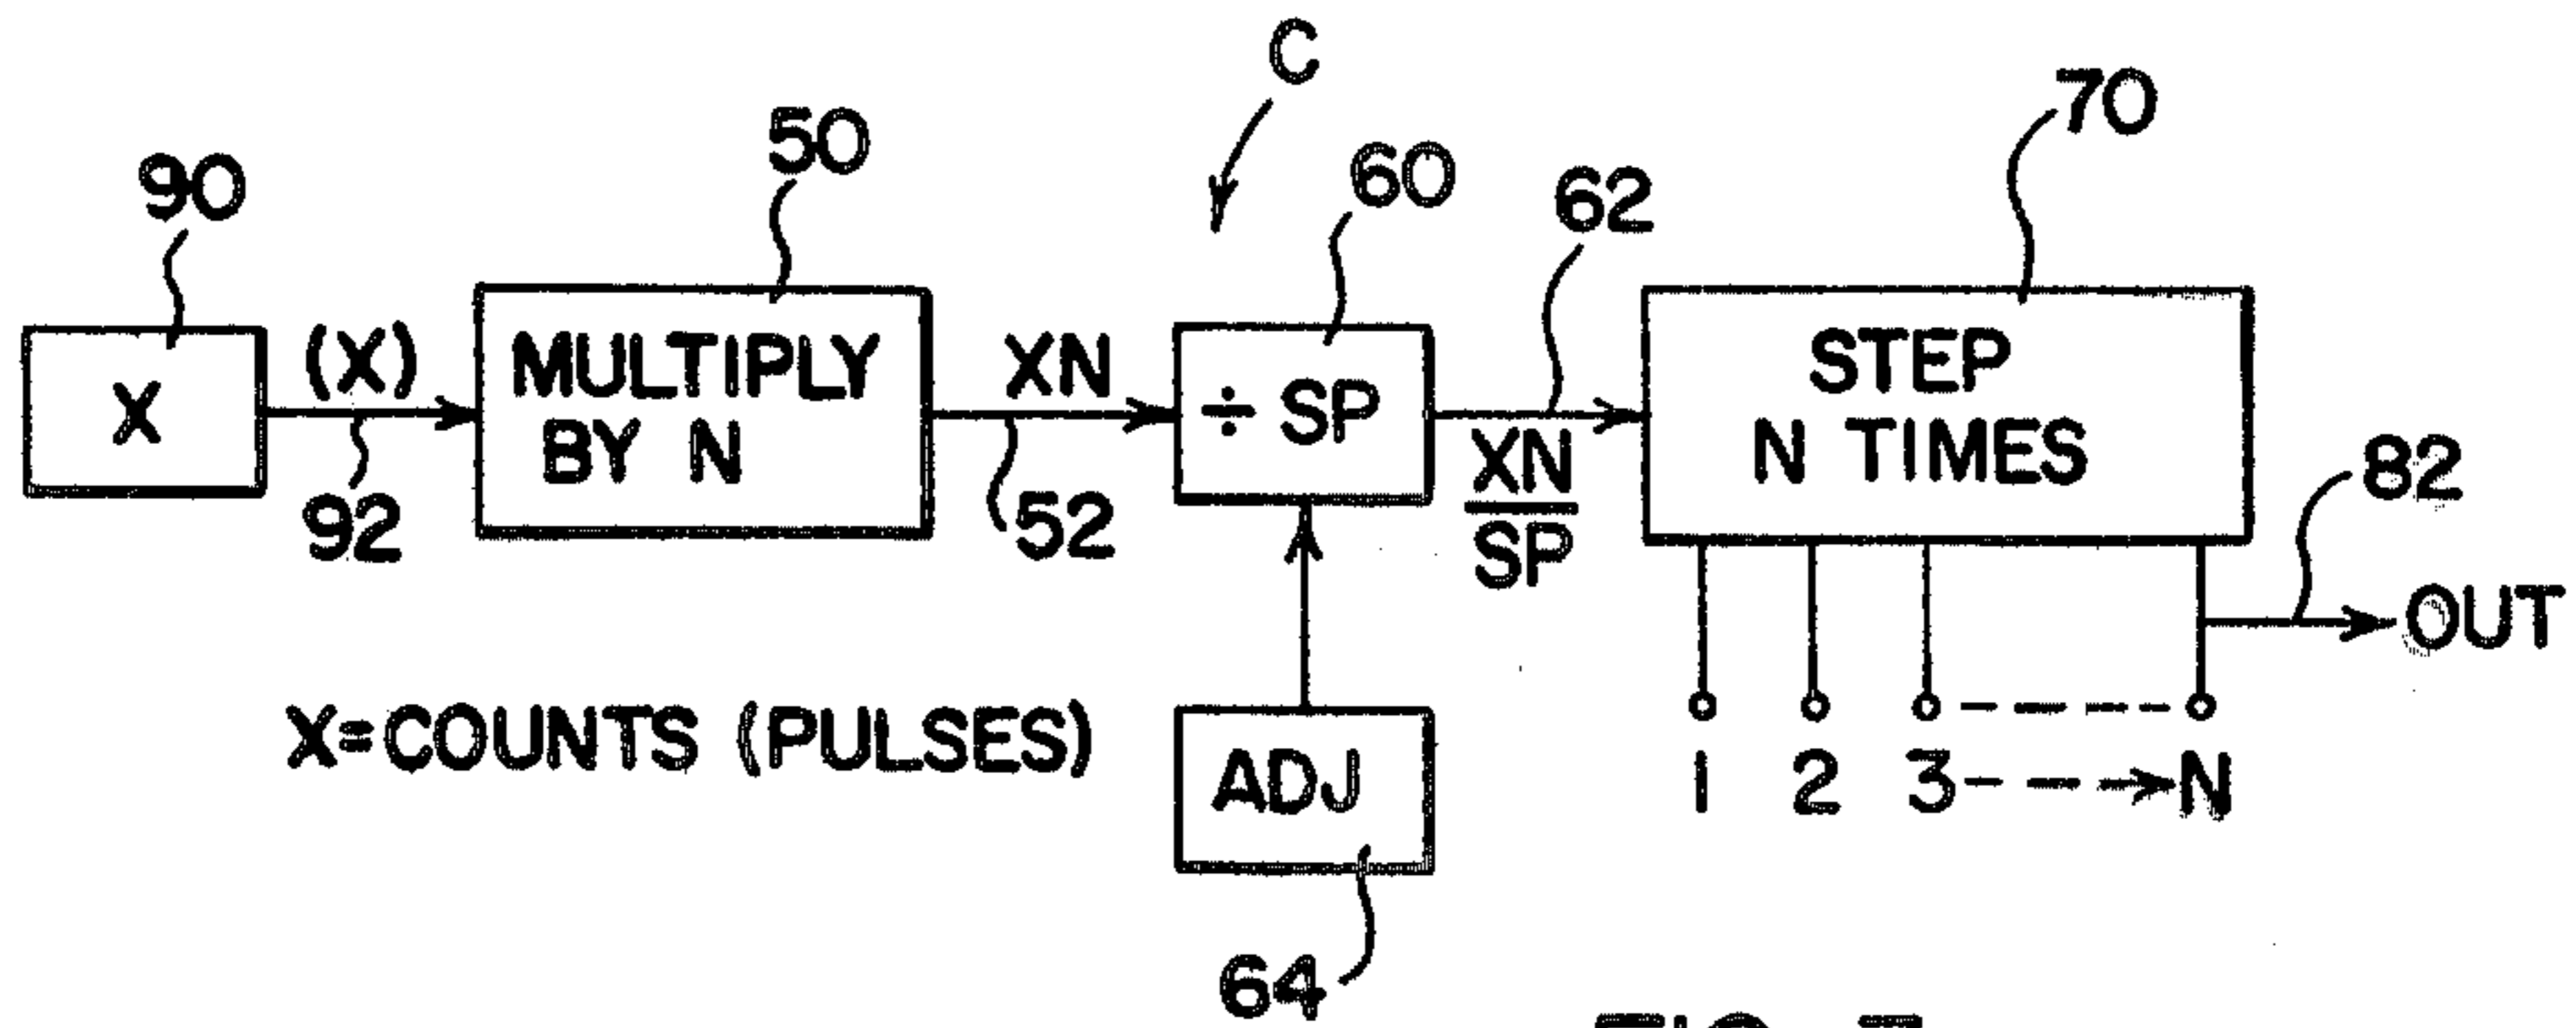 C
90
50
60
62
70
X
(X)
92
MULTIPLY
BY N
XN
52
÷ SP
XN
SP
STEP
N TIMES
82
OUT
X=COUNTS (PULSES)
ADJ
64
1 2 3 --→ N